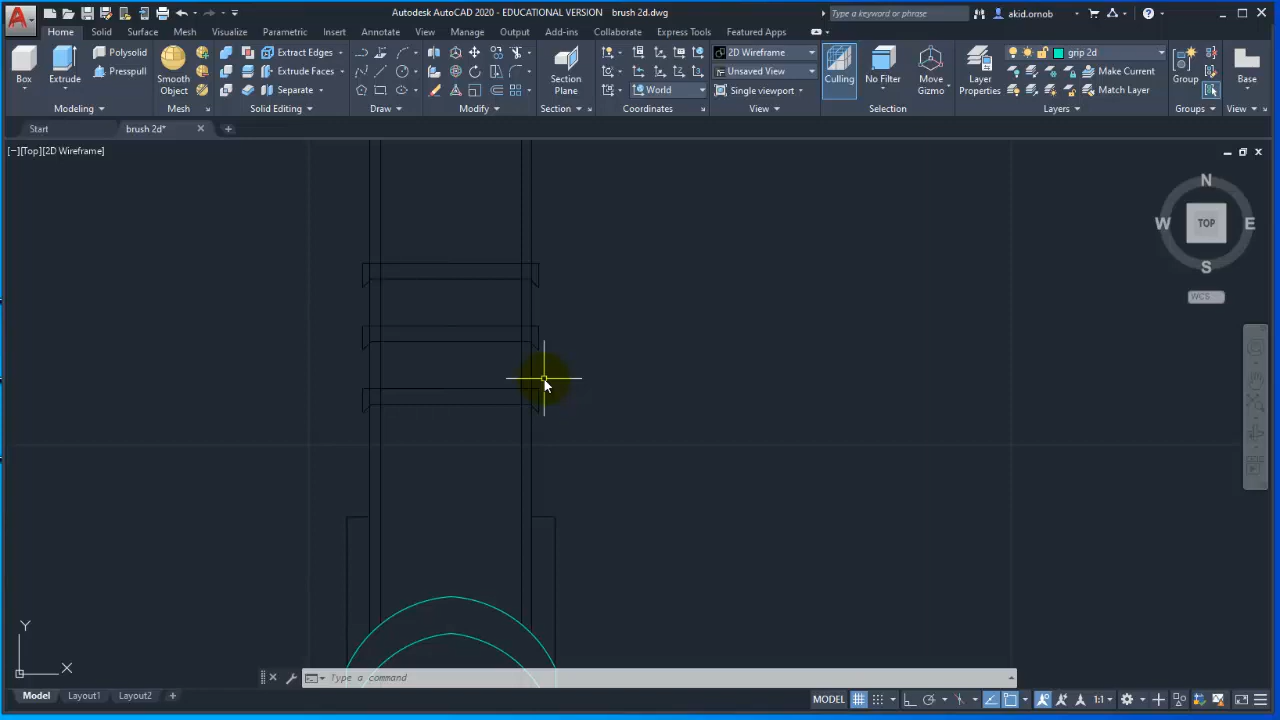 Autodesk AutoCAD 2020 - EDUCATIONAL VERSION brush 2d.dwg
Type a keyword or phrase
akid.ornob
Home Solid Surface Mesh Visualize Parametric Insert Annotate View Manage Output Add-ins Collaborate Express Tools Featured Apps
Box
Extrude
Polysolid
Presspull
Modeling
Smooth Object
Mesh
Extract Edges
Extrude Faces
Separate
Solid Editing
Draw
Modify
Section Plane
Section
World
Coordinates
2D Wireframe
Unsaved View
Single viewport
View
Culling
No Filter
Move Gizmo
Selection
Layer Properties
grip 2d
Make Current
Match Layer
Layers
Group
Groups
Base
View
Start
brush 2d*
[−][Top][2D Wireframe]
N
W TOP E
S
WCS
Y
X
Type a command
Model Layout1 Layout2
MODEL
1:1